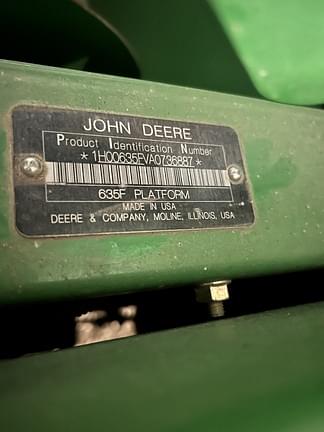 JOHN DEERE
Product Identification Number
*1H00635FVA0736887*
635F PLATFORM
MADE IN USA
DEERE & COMPANY, MOLINE, ILLINOIS, USA